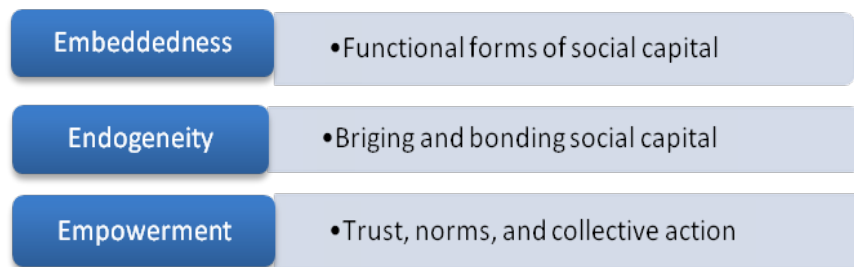 Embeddedness •Functional forms of social capital
Endogeneity •Briging and bonding social capital
Empowerment •Trust, norms, and collective action